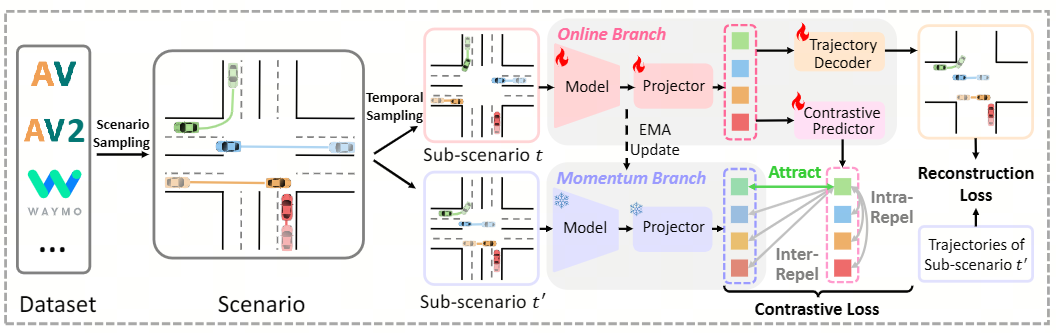 AV
AV2
WAYMO
...
Dataset
Scenario
Sampling
Scenario
Temporal
Sampling
Sub-scenario t
Sub-scenario t′
Online Branch
Model
Projector
Trajectory
Decoder
Contrastive
Predictor
EMA
Update
Momentum Branch
Model
Projector
Attract
Intra-
Repel
Inter-
Repel
Contrastive Loss
Reconstruction
Loss
Trajectories of
Sub-scenario t′